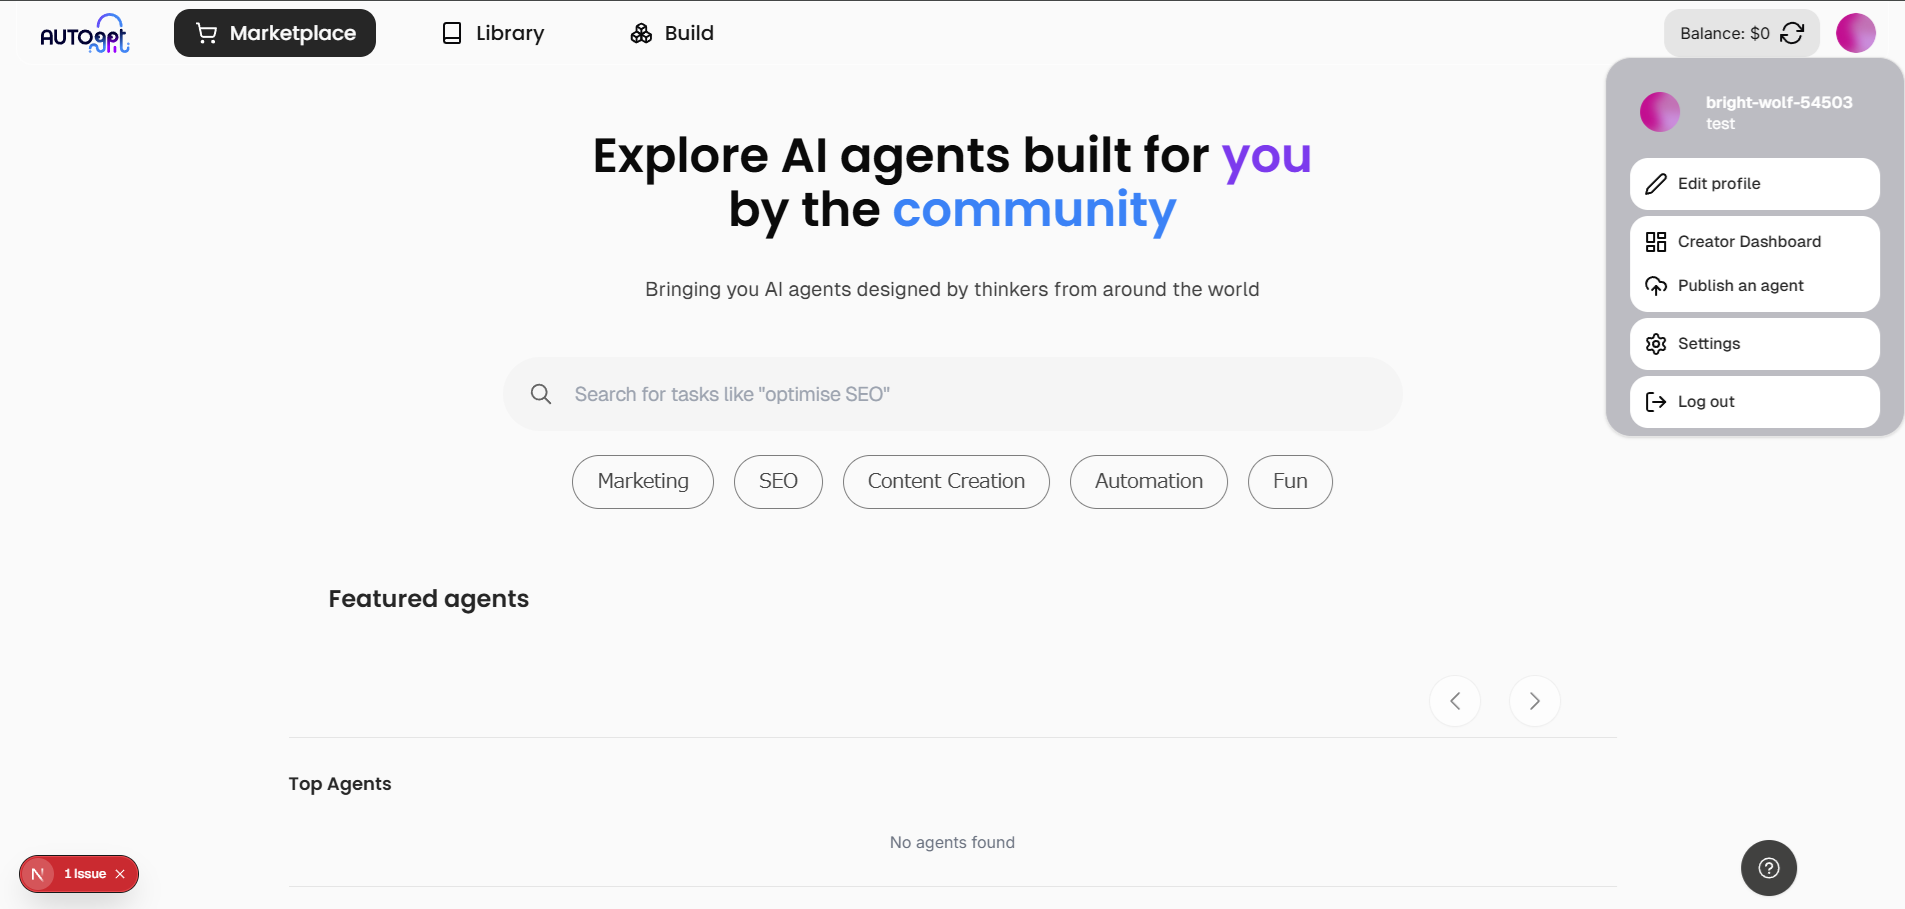 AUTOgpt
Marketplace
Library
Build
Balance: $0
bright-wolf-54503
test
Edit profile
Creator Dashboard
Publish an agent
Settings
Log out
Explore AI agents built for you
by the community
Bringing you AI agents designed by thinkers from around the world
Search for tasks like "optimise SEO"
Marketing
SEO
Content Creation
Automation
Fun
Featured agents
Top Agents
No agents found
N 1 Issue